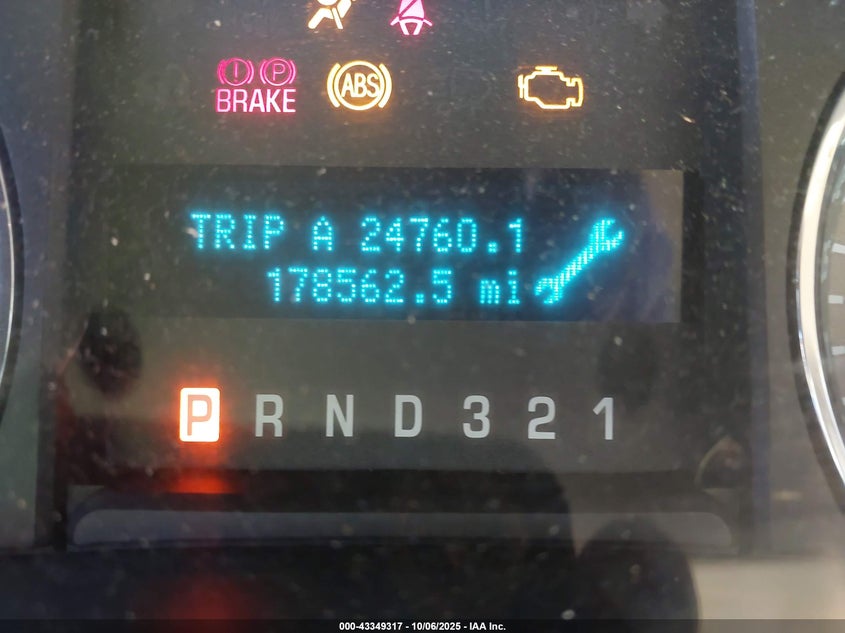 BRAKE
ABS
TRIP A 24760.1
178562.5 mi
P R N D 3 2 1
000-43349317 - 10/06/2025 - IAA Inc.